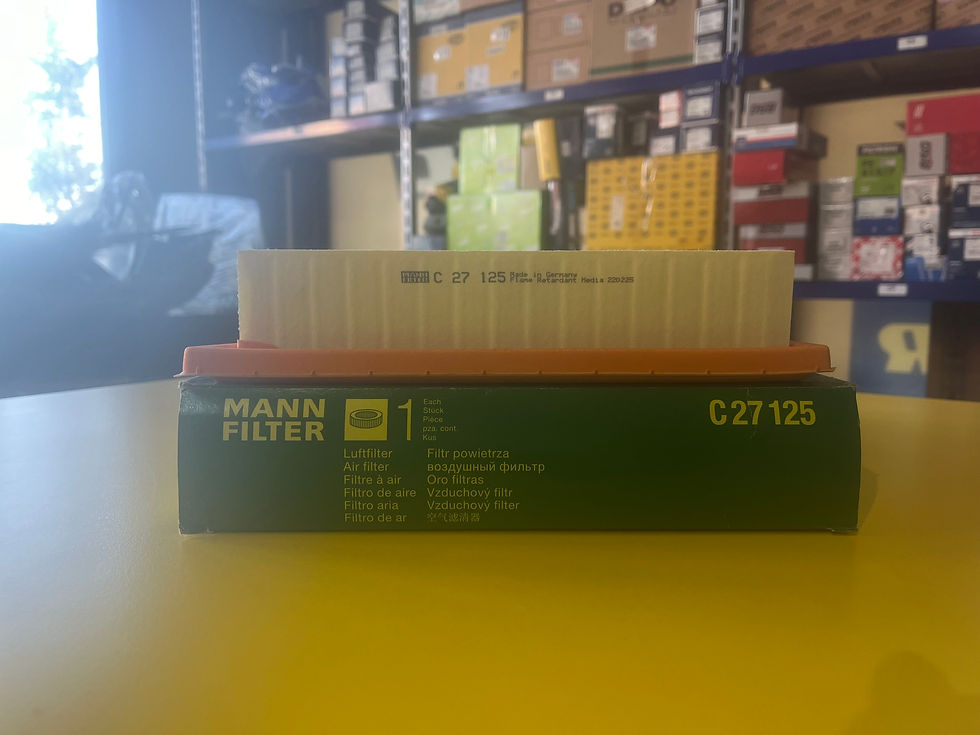 MANN FILTER C 27 125 Made in Germany
Flame Retardant Media 220225
MANN
FILTER
1
Each
Stück
Pièce
pza. cont.
Kus
C 27 125
Luftfilter
Air filter
Filtre à air
Filtro de aire
Filtro aria
Filtro de ar
Filtr powietrza
воздушный фильтр
Oro filtras
Vzduchový filtr
Vzduchový filter
空气滤清器